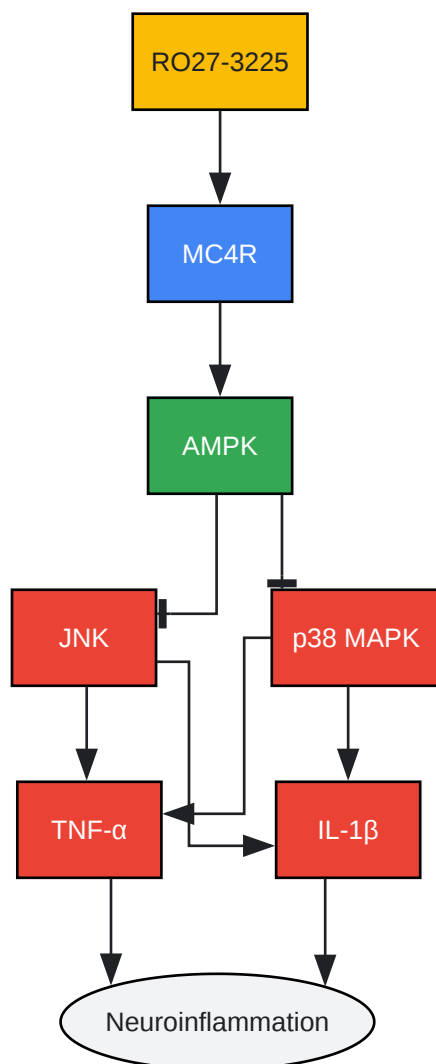 RO27-3225
MC4R
AMPK
JNK
p38 MAPK
TNF-α
IL-1β
Neuroinflammation